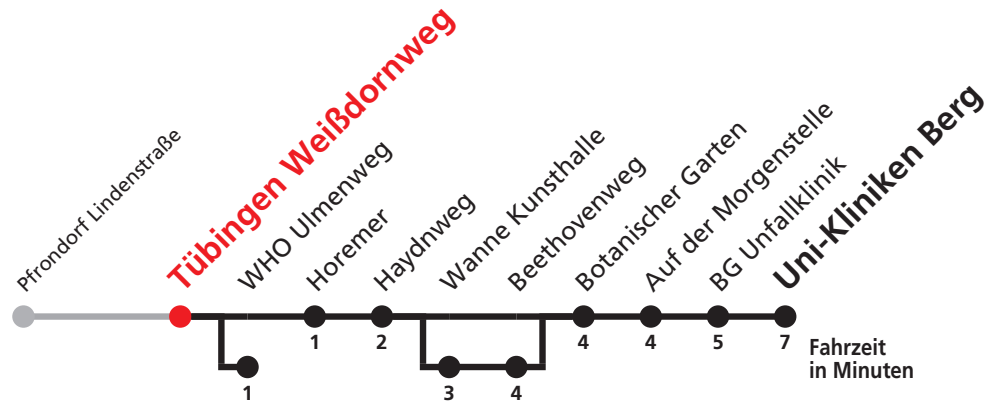 Pfrondorf Lindenstraße
Tübingen Weißdornweg
WHO Ulmenweg
Horemer
Haydnweg
Wanne Kunsthalle
Beethovenweg
Botanischer Garten
Auf der Morgenstelle
BG Unfallklinik
Uni-Kliniken Berg
1 2 4 4 5 7
1 3 4
Fahrzeit
in Minuten